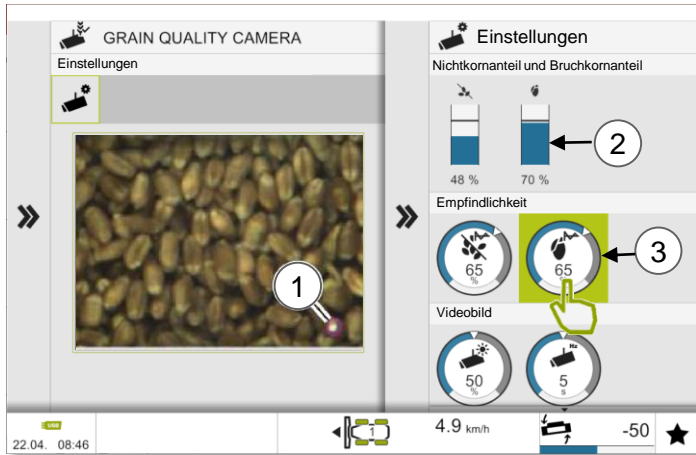 GRAIN QUALITY CAMERA
Einstellungen
1
Einstellungen
Nichtkornanteil und Bruchkornanteil
2
48 %
70 %
Empfindlichkeit
3
65
%
65
%
Videobild
Hz
50
%
5
s
USB
22.04. 08:46
1
4.9 km/h
-50